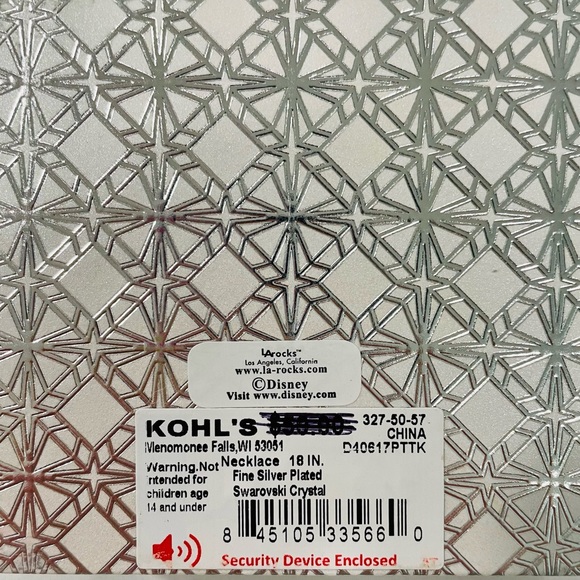 LArocks™
Los Angeles, California
www.la-rocks.com
©Disney
Visit www.disney.com
KOHL'S 327-50-57
CHINA
Menomonee Falls,WI 53051 D40617PTTK
Warning.Not Necklace 18 IN.
intended for Fine Silver Plated
children age Swarovski Crystal
14 and under
8 45105 33566 0
Security Device Enclosed